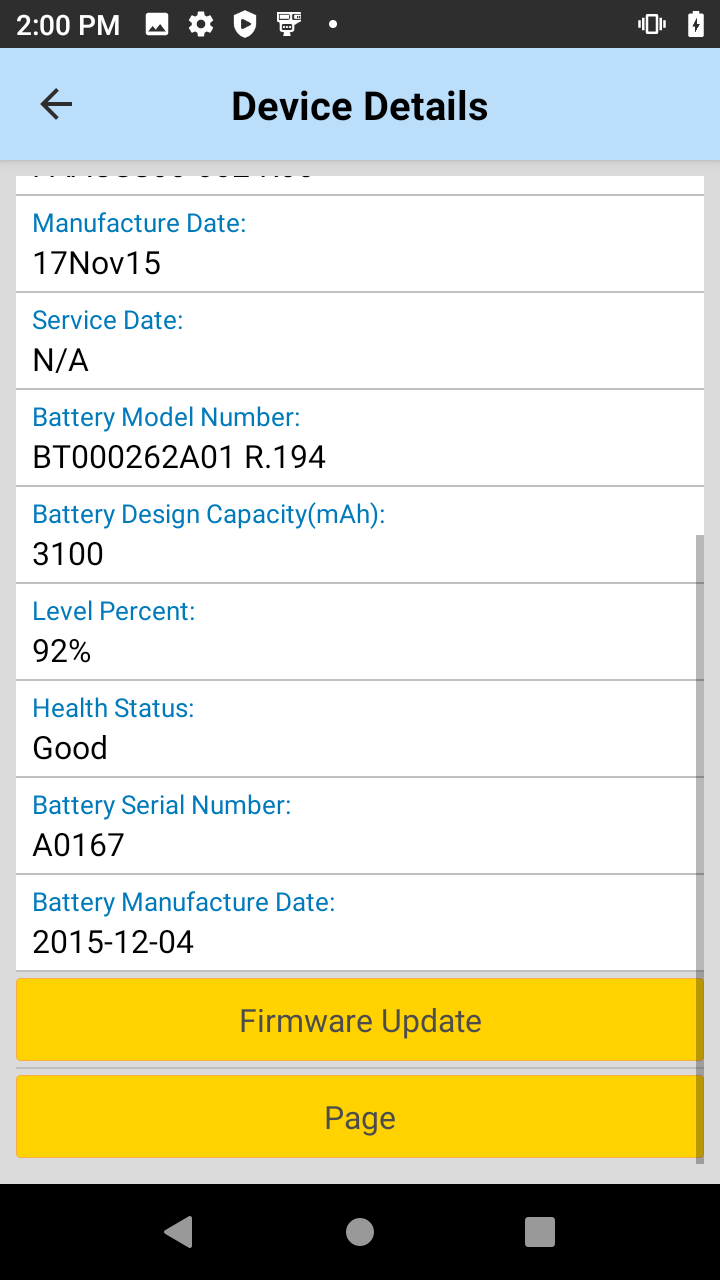 2:00 PM
Device Details
Manufacture Date:
17Nov15
Service Date:
N/A
Battery Model Number:
BT000262A01 R.194
Battery Design Capacity(mAh):
3100
Level Percent:
92%
Health Status:
Good
Battery Serial Number:
A0167
Battery Manufacture Date:
2015-12-04
Firmware Update
Page